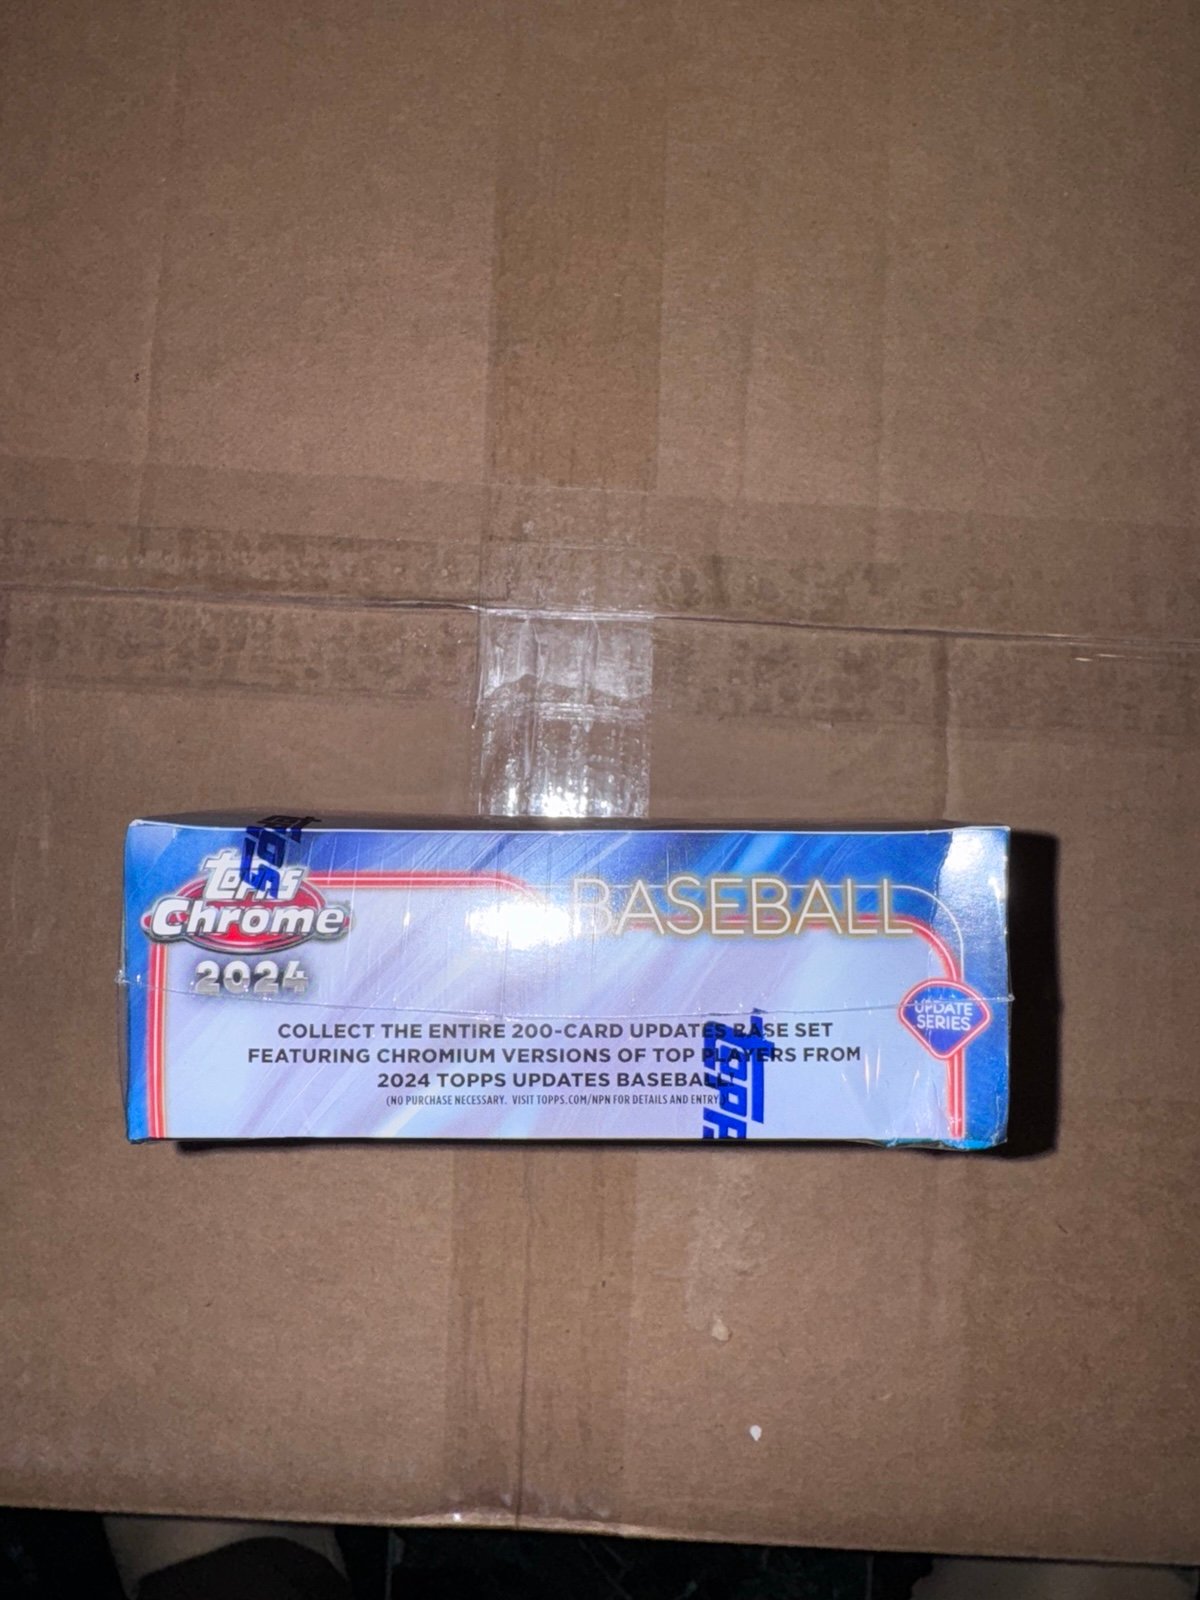 topps
Chrome
2024
BASEBALL
UPDATE
SERIES
COLLECT THE ENTIRE 200-CARD UPDATES BASE SET
FEATURING CHROMIUM VERSIONS OF TOP PLAYERS FROM
2024 TOPPS UPDATES BASEBALL.
(NO PURCHASE NECESSARY. VISIT TOPPS.COM/NPN FOR DETAILS AND ENTRY.)
topp